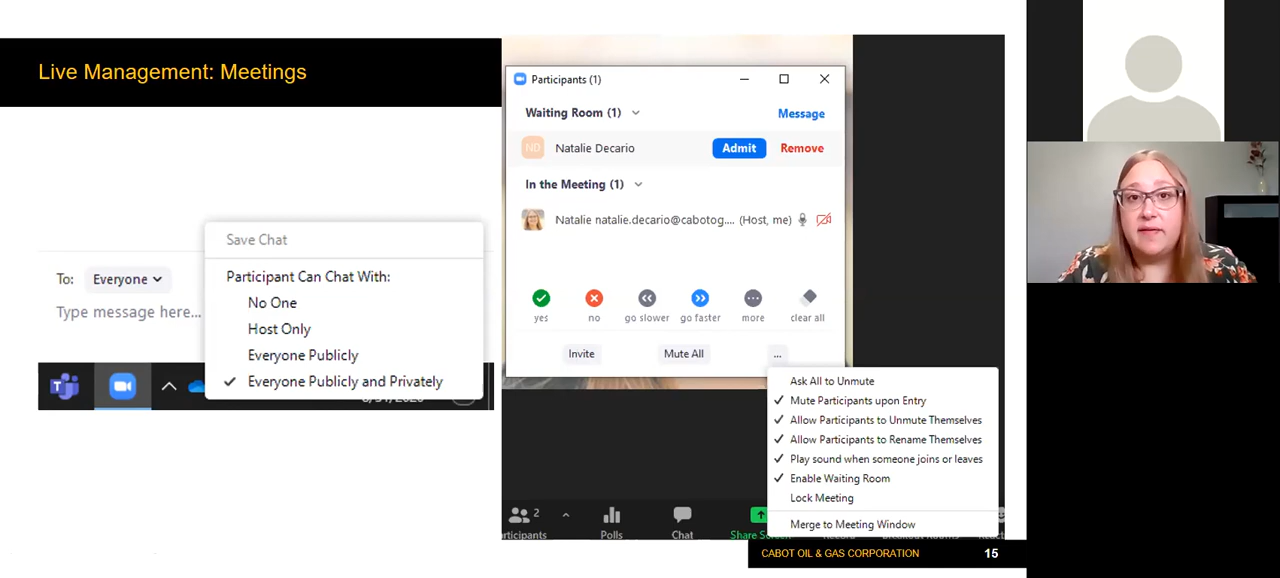 Live Management: Meetings
Save Chat
To: Everyone
Participant Can Chat With:
No One
Type message here...
Host Only
Everyone Publicly
Everyone Publicly and Privately
Participants (1)
Waiting Room (1)
Message
ND
Natalie Decario
Admit
Remove
In the Meeting (1)
Natalie natalie.decario@cabotog.... (Host, me)
yes
no
go slower
go faster
more
clear all
Invite
Mute All
...
Ask All to Unmute
Mute Participants upon Entry
Allow Participants to Unmute Themselves
Allow Participants to Rename Themselves
Play sound when someone joins or leaves
Enable Waiting Room
Lock Meeting
Merge to Meeting Window
2
rticipants
Polls
Chat
Share Screen
CABOT OIL & GAS CORPORATION
15